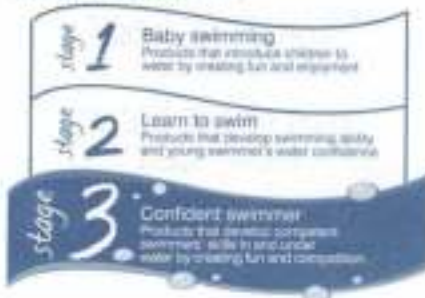 stage 1
Baby swimming
Products that introduce children to
water by creating fun and enjoyment
stage 2
Learn to swim
Products that develop swimming ability
and young swimmer's water confidence
stage 3
Confident swimmer
Products that develop competent
swimmers' skills in and under
water by creating fun and competition